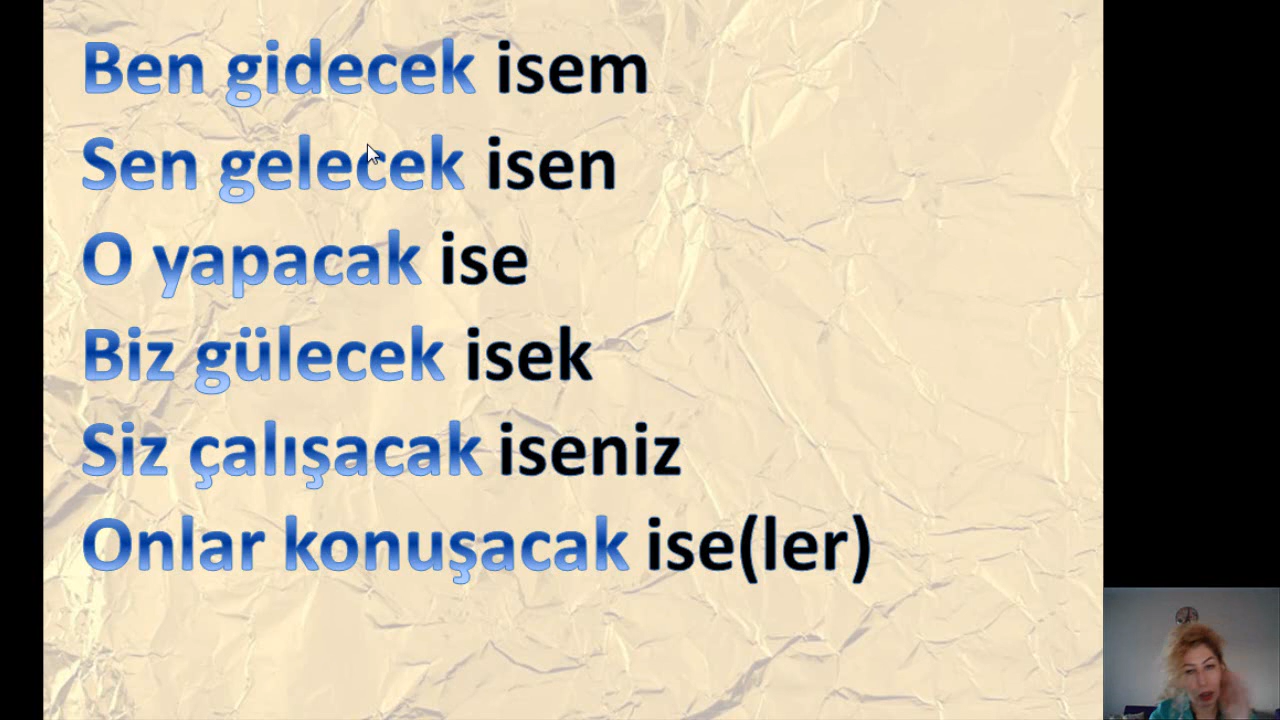 Ben gidecek isem
Sen gelecek isen
O yapacak ise
Biz gülecek isek
Siz çalışacak iseniz
Onlar konuşacak ise(ler)